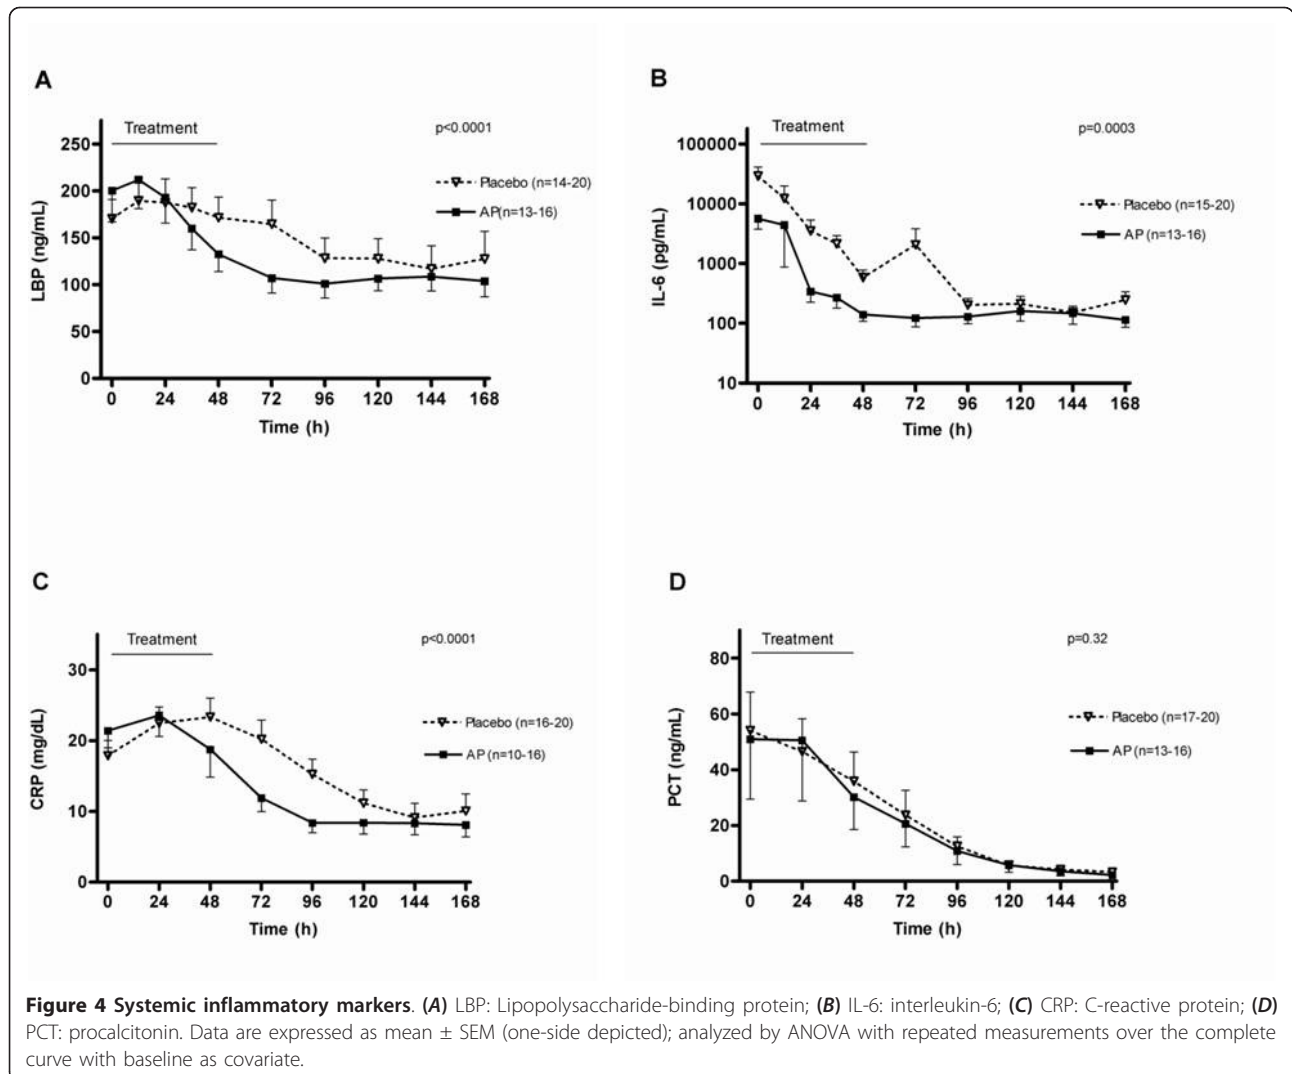 A
Treatment
p<0.0001
250
200
150
100
50
0
LBP (ng/mL)
Placebo (n=14-20)
AP(n=13-16)
0 24 48 72 96 120 144 168
Time (h)
B
Treatment
p=0.0003
100000
10000
1000
100
10
IL-6 (pg/mL)
Placebo (n=15-20)
AP (n=13-16)
0 24 48 72 96 120 144 168
Time (h)
C
Treatment
p<0.0001
30
20
10
0
CRP (mg/dL)
Placebo (n=16-20)
AP (n=10-16)
0 24 48 72 96 120 144 168
Time (h)
D
Treatment
p=0.32
80
60
40
20
0
PCT (ng/mL)
Placebo (n=17-20)
AP (n=13-16)
0 24 48 72 96 120 144 168
Time (h)
Figure 4 Systemic inflammatory markers. (A) LBP: Lipopolysaccharide-binding protein; (B) IL-6: interleukin-6; (C) CRP: C-reactive protein; (D)
PCT: procalcitonin. Data are expressed as mean ± SEM (one-side depicted); analyzed by ANOVA with repeated measurements over the complete
curve with baseline as covariate.